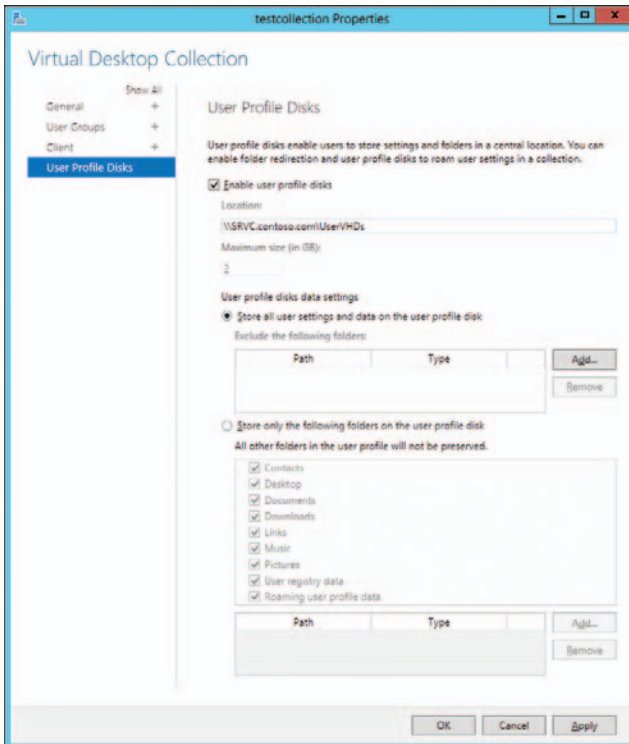 testcollection Properties
Virtual Desktop Collection
Show All
General +
User Groups +
Client +
User Profile Disks
User Profile Disks
User profile disks enable users to store settings and folders in a central location. You can
enable folder redirection and user profile disks to roam user settings in a collection.
Enable user profile disks
Location:
\\SRVC.contoso.com\UserVHDs
Maximum size (in GB):
2
User profile disks data settings
Store all user settings and data on the user profile disk
Exclude the following folders:
Path Type
Add...
Remove
Store only the following folders on the user profile disk
All other folders in the user profile will not be preserved.
Contacts
Desktop
Documents
Downloads
Links
Music
Pictures
User registry data
Roaming user profile data
Path Type
Add...
Remove
OK Cancel Apply